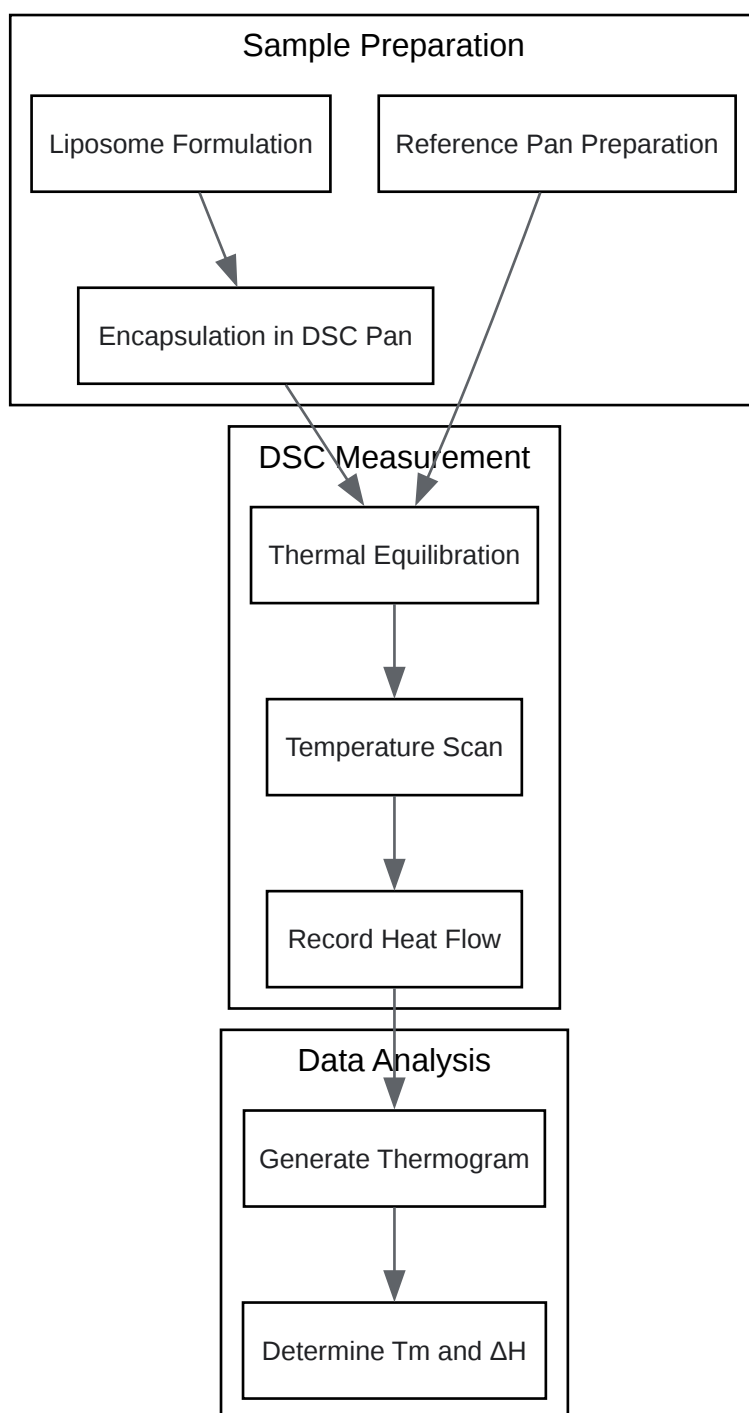 Sample Preparation
Liposome Formulation
Reference Pan Preparation
Encapsulation in DSC Pan
DSC Measurement
Thermal Equilibration
Temperature Scan
Record Heat Flow
Data Analysis
Generate Thermogram
Determine Tm and ΔH